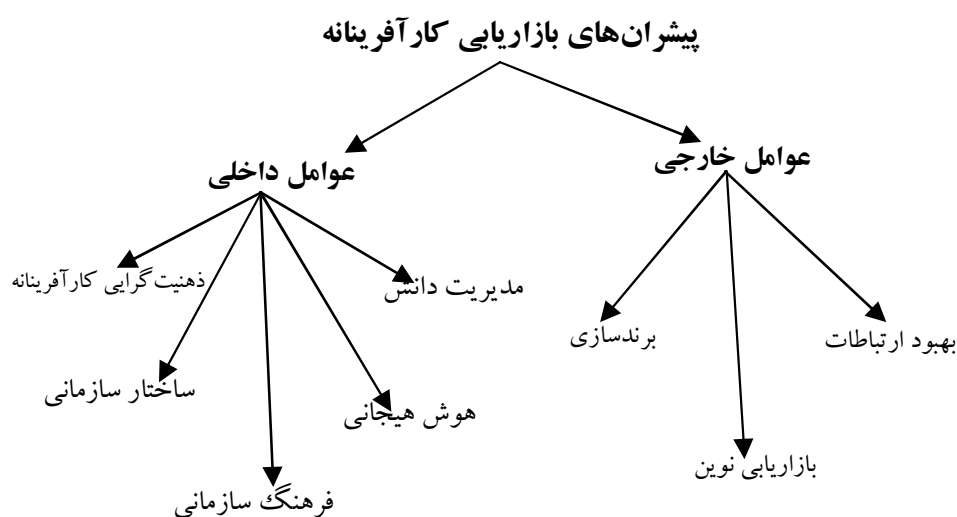 پیشران‌های بازاریابی کارآفرینانه
عوامل خارجی
عوامل داخلی
ذهنیت‌گرایی کارآفرینانه
مدیریت دانش
بهبود ارتباطات
برندسازی
ساختار سازمانی
هوش هیجانی
بازاریابی نوین
فرهنگ سازمانی